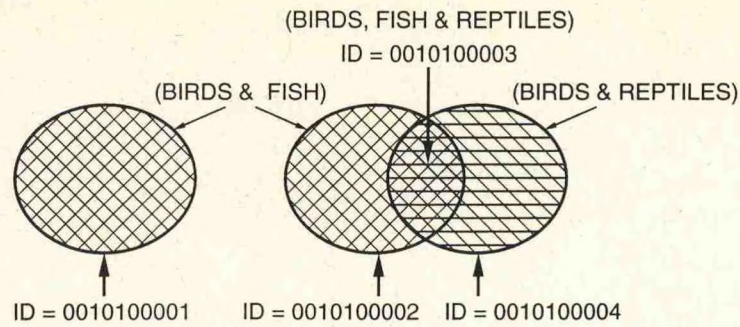 (BIRDS, FISH & REPTILES)
ID = 0010100003
(BIRDS & FISH)
(BIRDS & REPTILES)
ID = 0010100001
ID = 0010100002
ID = 0010100004